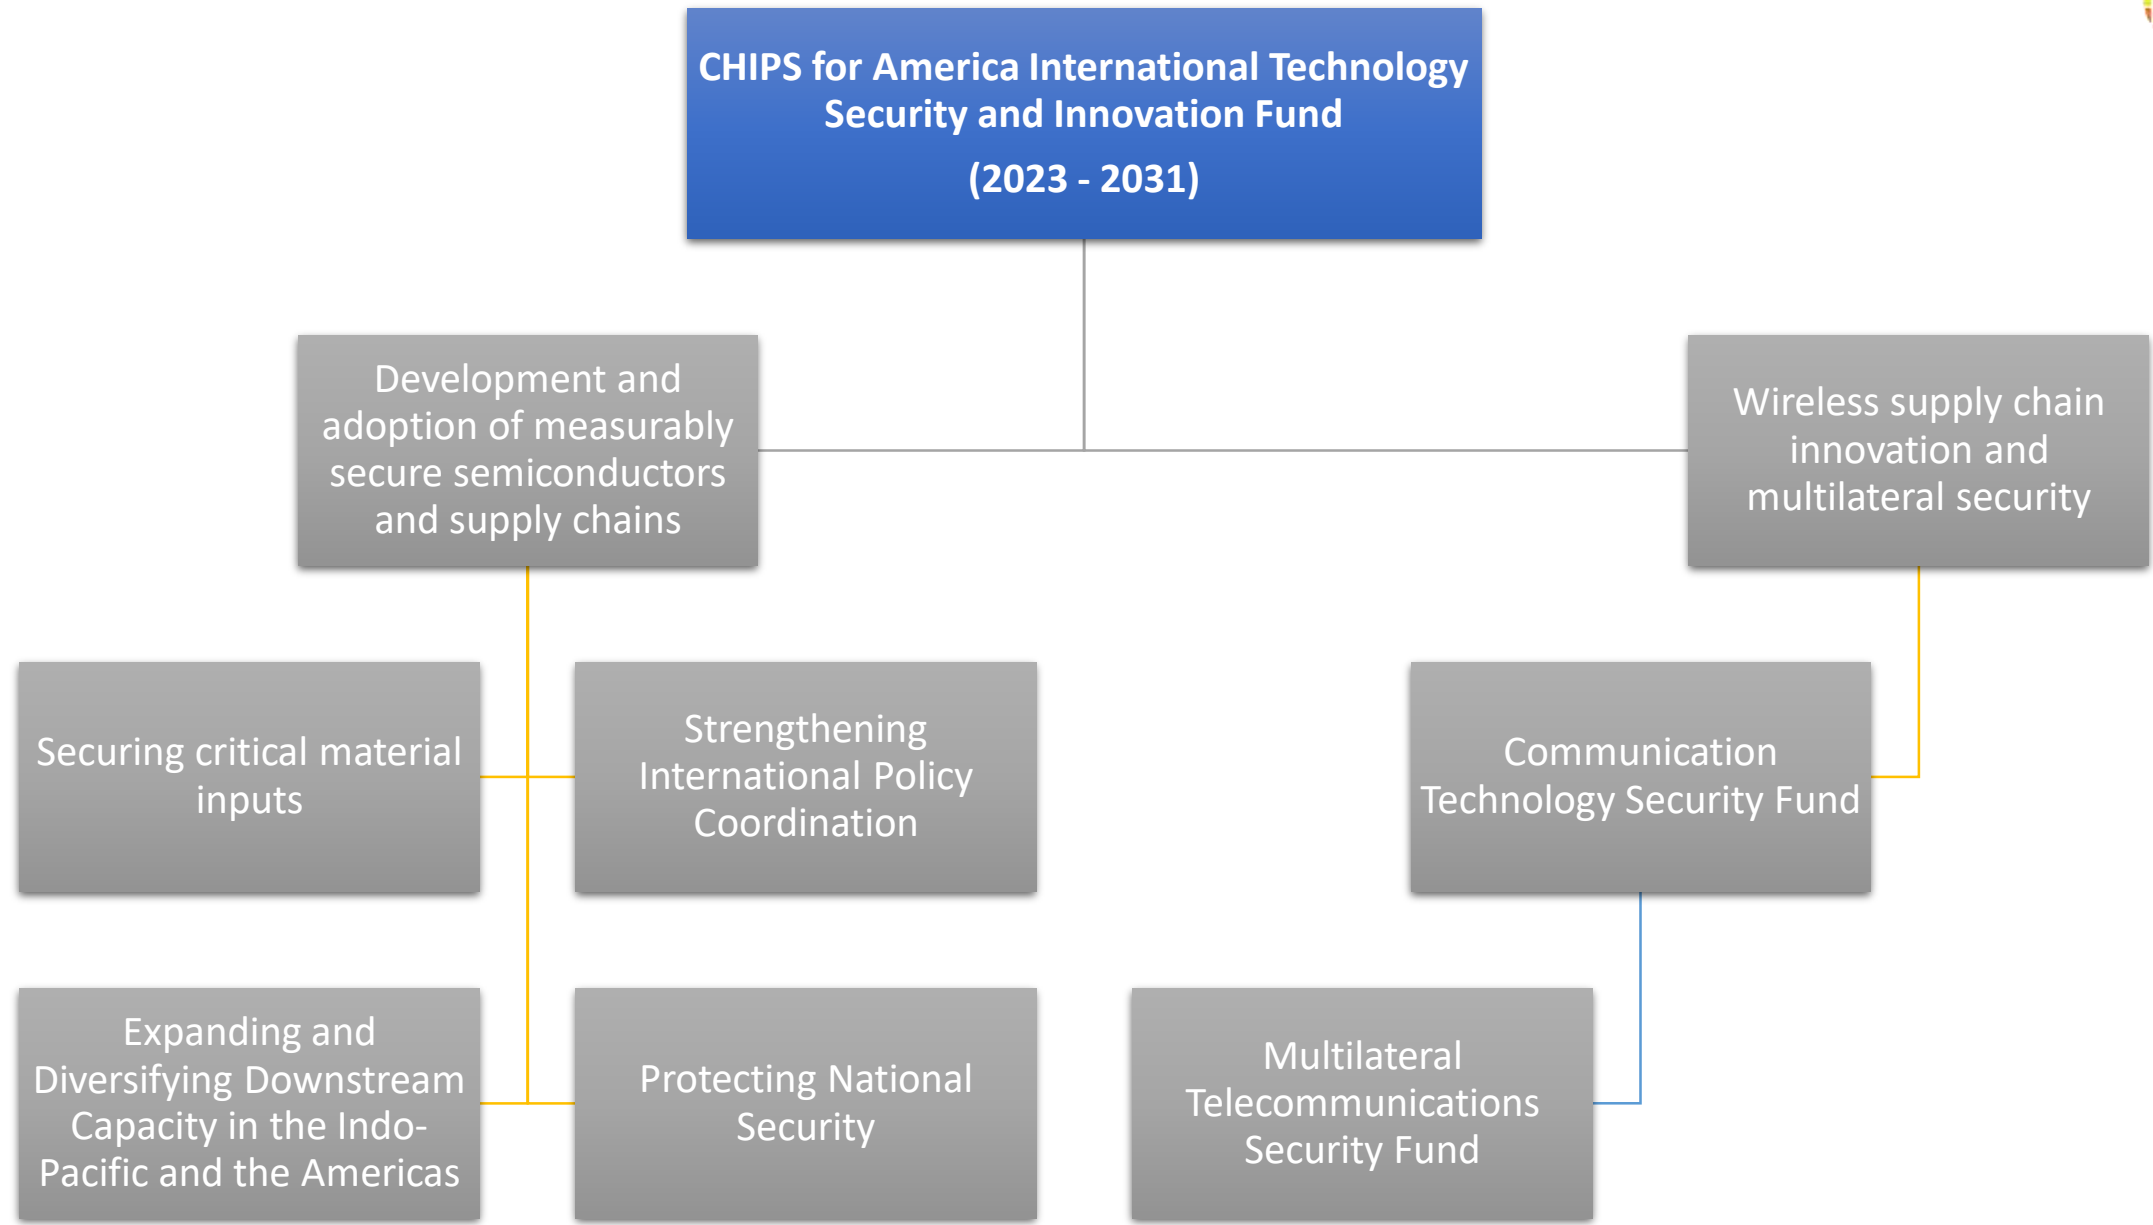 CHIPS for America International Technology
Security and Innovation Fund
(2023 - 2031)
Development and
adoption of measurably
secure semiconductors
and supply chains
Wireless supply chain
innovation and
multilateral security
Securing critical material
inputs
Strengthening
International Policy
Coordination
Communication
Technology Security Fund
Expanding and
Diversifying Downstream
Capacity in the Indo-
Pacific and the Americas
Protecting National
Security
Multilateral
Telecommunications
Security Fund